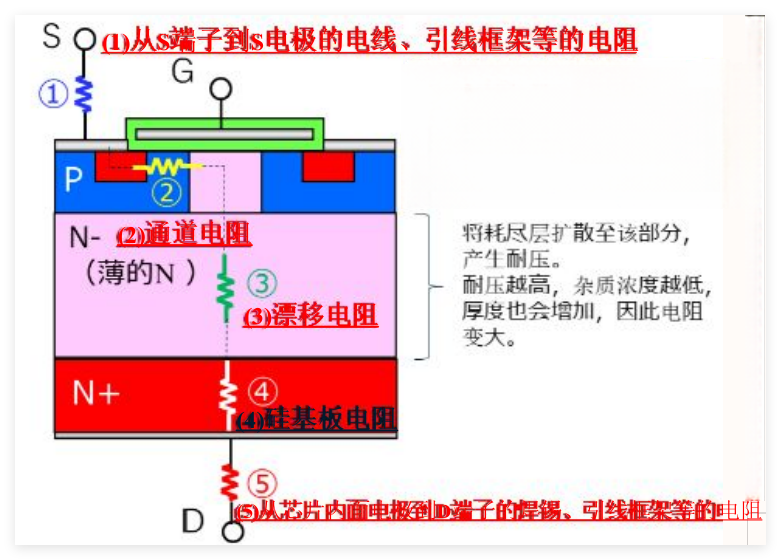 S
(1)从S端子到S电极的电线、引线框架等的电阻
G
①
P
②
N-
(2)通道电阻
(薄的N )
③
(3)漂移电阻
将耗尽层扩散至该部分，
产生耐压。
耐压越高，杂质浓度越低，
厚度也会增加，因此电阻
变大。
N+
④
(4)硅基板电阻
⑤
(5)从芯片内面电极到D端子的焊锡、引线框架等的电阻
D